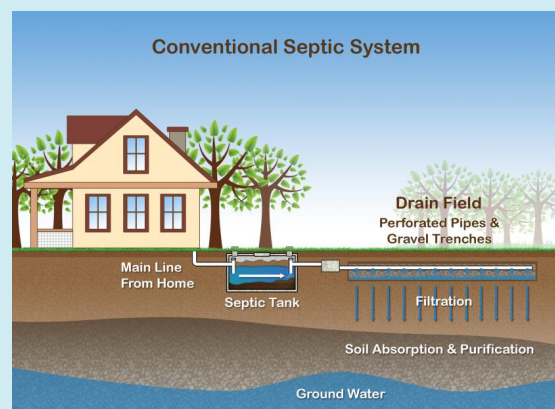 Conventional Septic System
Drain Field
Perforated Pipes &
Gravel Trenches
Main Line
From Home
Septic Tank
Filtration
Soil Absorption & Purification
Ground Water